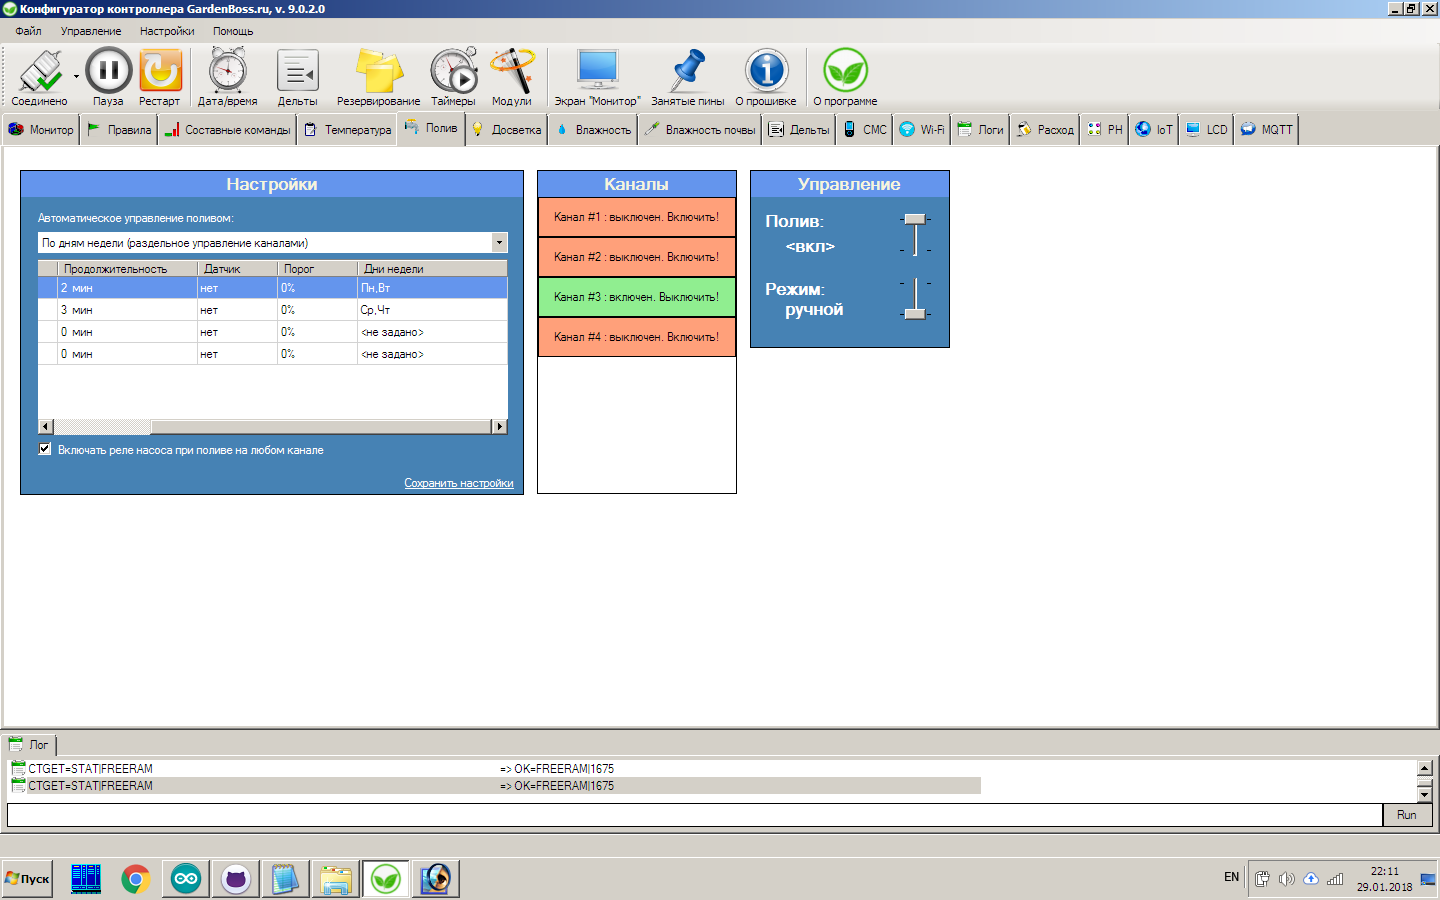 Конфигуратор контроллера GardenBoss.ru, v. 9.0.2.0
Файл Управление Настройки Помощь
Соединено Пауза Рестарт Дата/время Дельты Резервирование Таймеры Модули Экран "Монитор" Занятые пины О прошивке О программе
Монитор Правила Составные команды Температура Полив Досветка Влажность Влажность почвы Дельты СМС Wi-Fi Логи Расход PH IoT LCD MQTT
Настройки
Автоматическое управление поливом:
По дням недели (раздельное управление каналами)
Продолжительность Датчик Порог Дни недели
2 мин нет 0% Пн,Вт
3 мин нет 0% Ср,Чт
0 мин нет 0% <не задано>
0 мин нет 0% <не задано>
Включать реле насоса при поливе на любом канале
Сохранить настройки
Каналы
Канал #1 : выключен. Включить!
Канал #2 : выключен. Включить!
Канал #3 : включен. Выключить!
Канал #4 : выключен. Включить!
Управление
Полив:
<вкл>
Режим:
ручной
Лог
CTGET=STAT|FREERAM => OK=FREERAM|1675
CTGET=STAT|FREERAM => OK=FREERAM|1675
Run
Пуск
EN
22:11
29.01.2018